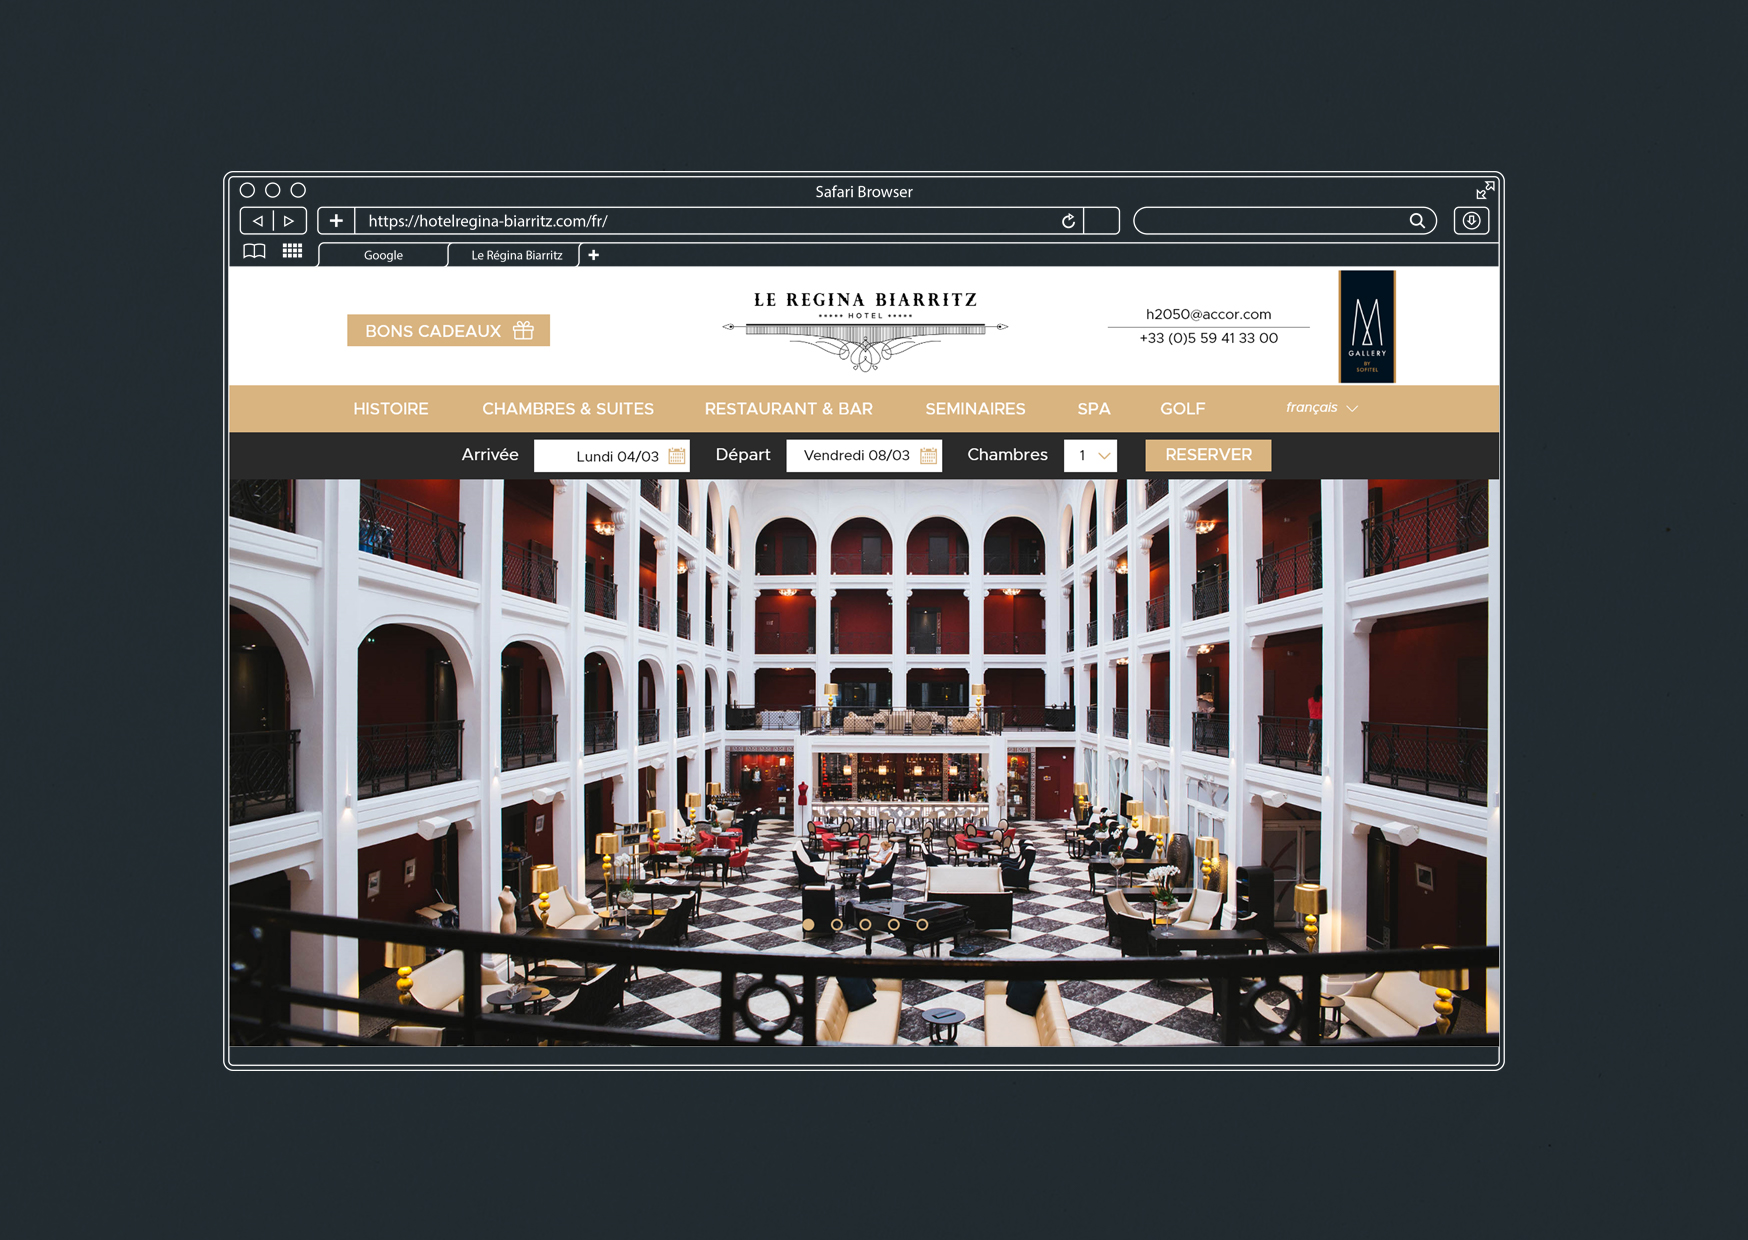 Safari Browser
https://hotelregina-biarritz.com/fr/
Google
Le Régina Biarritz
BONS CADEAUX
LE REGINA BIARRITZ
HOTEL
h2050@accor.com
+33 (0)5 59 41 33 00
M
GALLERY
BY
SOFITEL
HISTOIRE
CHAMBRES & SUITES
RESTAURANT & BAR
SEMINAIRES
SPA
GOLF
français
Arrivée
Lundi 04/03
Départ
Vendredi 08/03
Chambres
1
RESERVER